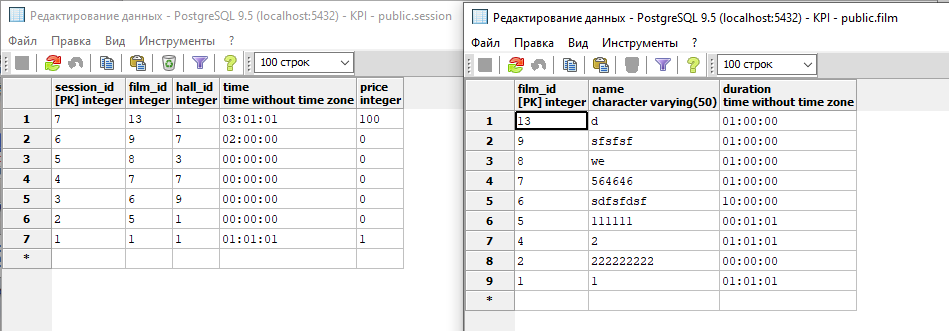 Редактирование данных - PostgreSQL 9.5 (localhost:5432) - KPI - public.session
Файл Правка Вид Инструменты ?
100 строк
session_id film_id hall_id time price
[PK] integer integer integer time without time zone integer
1 7 13 1 03:01:01 100
2 6 9 7 02:00:00 0
3 5 8 3 00:00:00 0
4 4 7 7 00:00:00 0
5 3 6 9 00:00:00 0
6 2 5 1 00:00:00 0
7 1 1 1 01:01:01 1
*
Редактирование данных - PostgreSQL 9.5 (localhost:5432) - KPI - public.film
Файл Правка Вид Инструменты ?
100 строк
film_id name duration
[PK] integer character varying(50) time without time zone
1 13 d 01:00:00
2 9 sfsfsf 01:00:00
3 8 we 01:00:00
4 7 564646 01:00:00
5 6 sdfsfdsf 10:00:00
6 5 111111 00:01:01
7 4 2 01:01:01
8 2 222222222 00:00:00
9 1 1 01:01:01
*